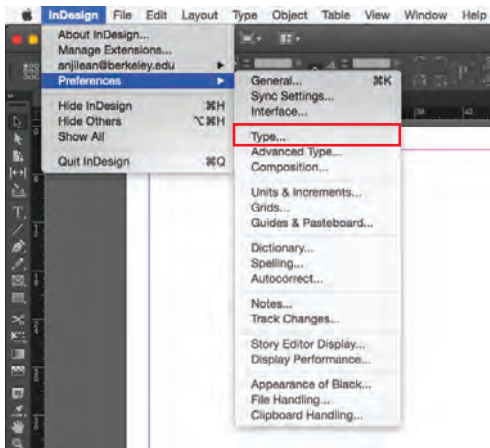 InDesign File Edit Layout Type Object Table View Window Help
About InDesign...
Manage Extensions...
anjilean@berkeley.edu
Preferences
Hide InDesign ⌘H
Hide Others ⌥⌘H
Show All
Quit InDesign ⌘Q
General... ⌘K
Sync Settings...
Interface...
Type...
Advanced Type...
Composition...
Units & Increments...
Grids...
Guides & Pasteboard...
Dictionary...
Spelling...
Autocorrect...
Notes...
Track Changes...
Story Editor Display...
Display Performance...
Appearance of Black...
File Handling...
Clipboard Handling...